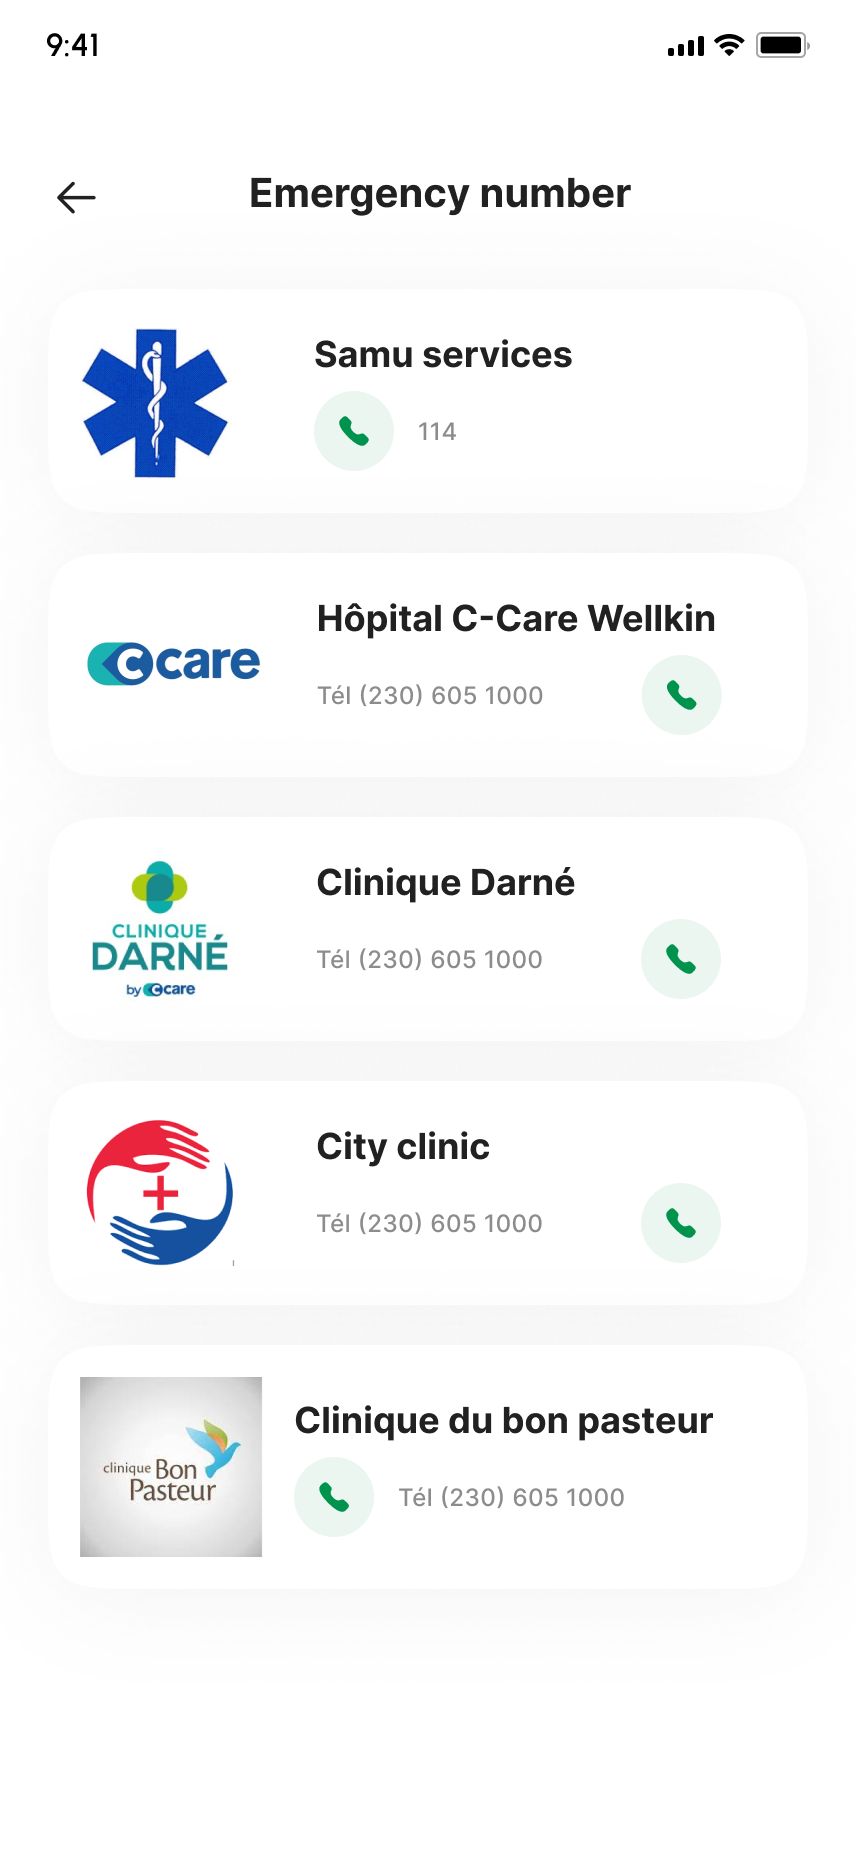 9:41
Emergency number
Samu services
114
Hôpital C-Care Wellkin
c care
Tél (230) 605 1000
Clinique Darné
CLINIQUE
DARNÉ
by C care
Tél (230) 605 1000
City clinic
Tél (230) 605 1000
Clinique du bon pasteur
clinique Bon
Pasteur
Tél (230) 605 1000